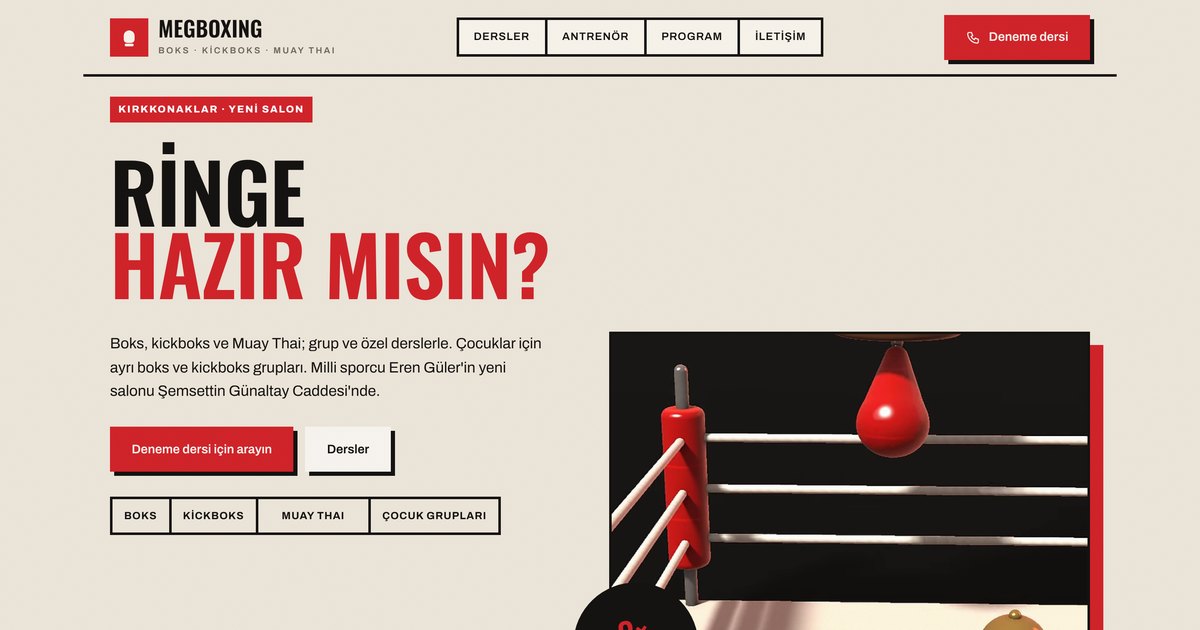 MEGBOXING
BOKS · KİCKBOKS · MUAY THAI
DERSLER
ANTRENÖR
PROGRAM
İLETİŞİM
Deneme dersi
KIRKKONAKLAR · YENİ SALON
RİNGE
HAZIR MISIN?
Boks, kickboks ve Muay Thai; grup ve özel derslerle. Çocuklar için
ayrı boks ve kickboks grupları. Milli sporcu Eren Güler'in yeni
salonu Şemsettin Günaltay Caddesi'nde.
Deneme dersi için arayın
Dersler
BOKS
KİCKBOKS
MUAY THAI
ÇOCUK GRUPLARI